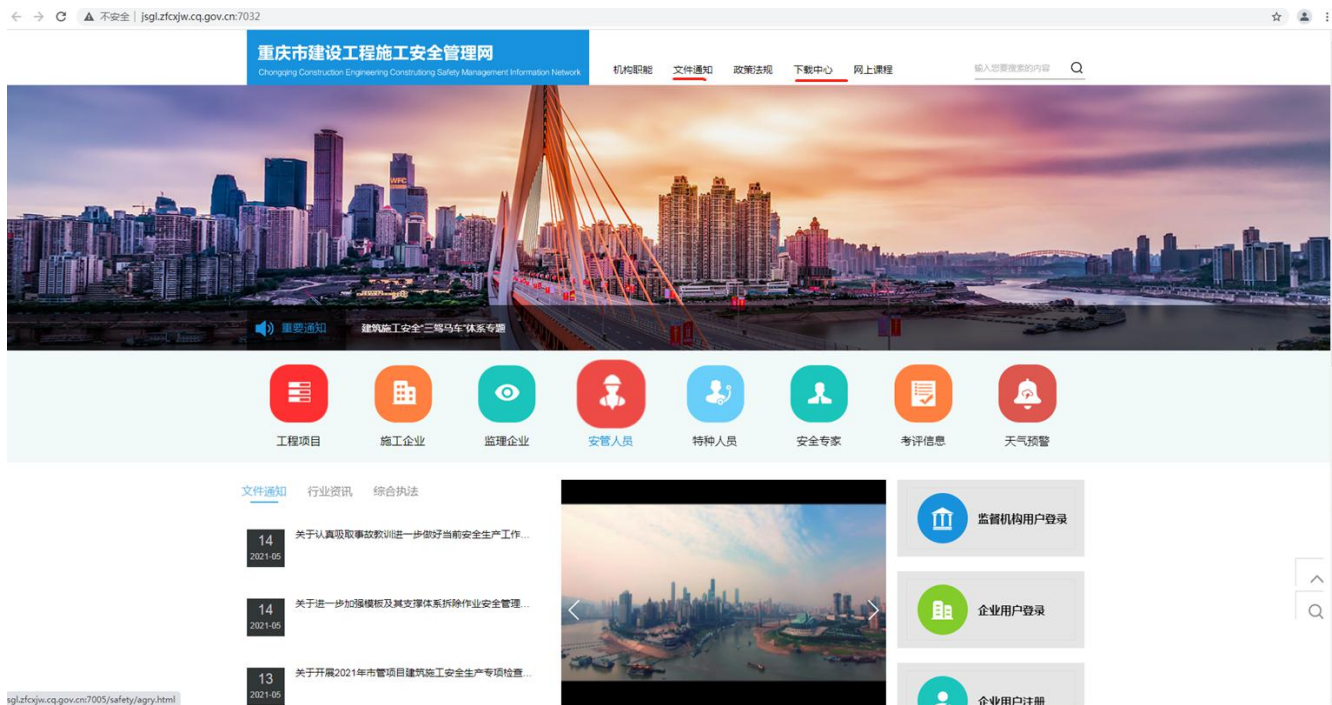 不安全 | jsgl.zfcxjw.cq.gov.cn:7032
重庆市建设工程施工安全管理网
Chongqing Construction Engineering Construtiong Safety Management Information Network
机构职能 文件通知 政策法规 下载中心 网上课程
输入您要搜索的内容
WFC
重要通知 建筑施工安全“三驾马车”体系专题
工程项目 施工企业 监理企业 安管人员 特种人员 安全专家 考评信息 天气预警
文件通知 行业资讯 综合执法
14
2021-05
关于认真吸取事故教训进一步做好当前安全生产工作...
14
2021-05
关于进一步加强模板及其支撑体系拆除作业安全管理...
13
2021-05
关于开展2021年市管项目建筑施工安全生产专项检查...
监督机构用户登录
企业用户登录
企业用户注册
sgl.zfcxjw.cq.gov.cn:7005/safety/agry.html